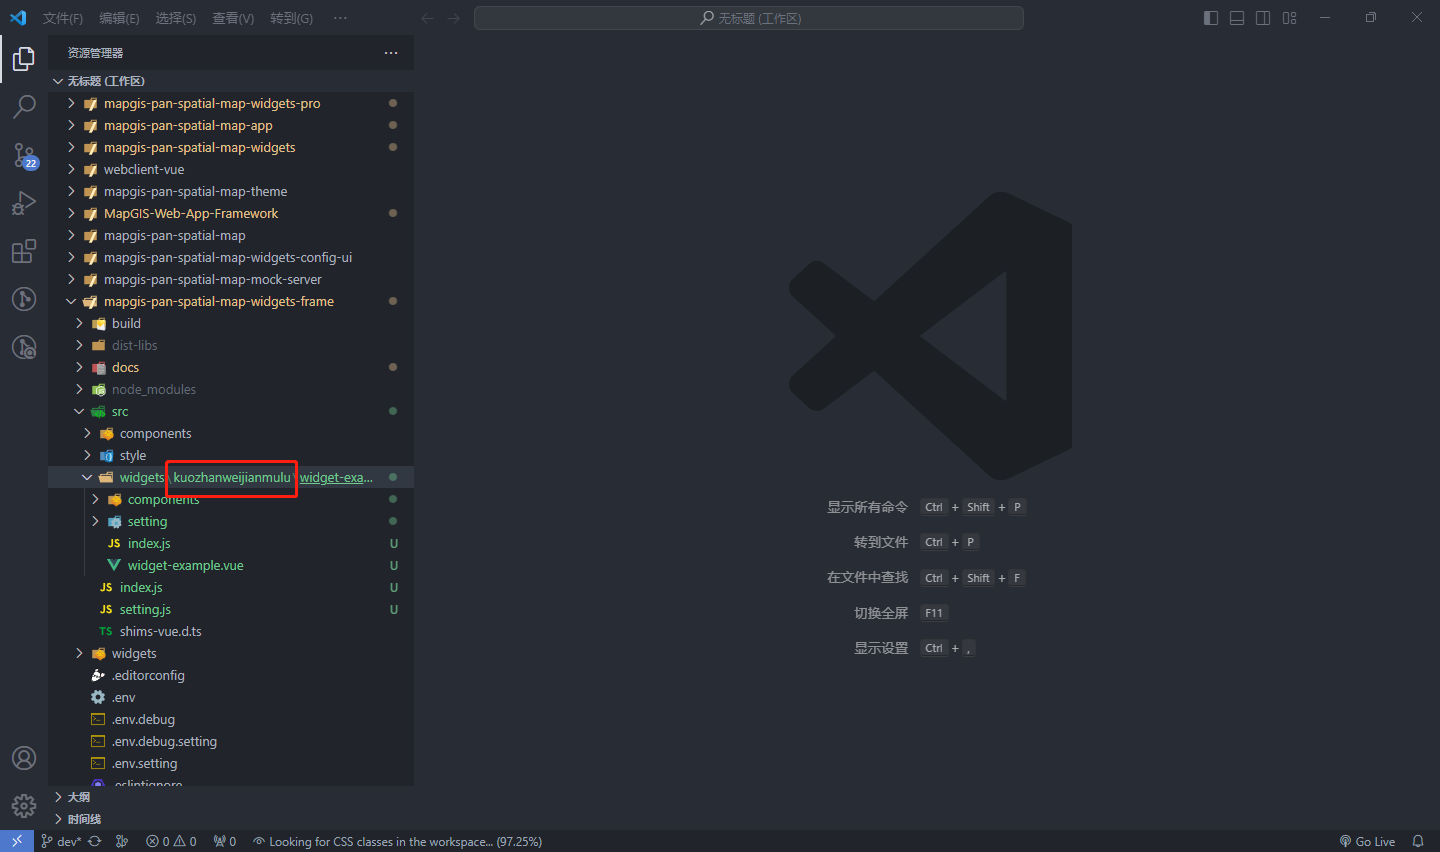 文件(F) 编辑(E) 选择(S) 查看(V) 转到(G) ··· 无标题 (工作区)
资源管理器 ···
无标题 (工作区)
mapgis-pan-spatial-map-widgets-pro
mapgis-pan-spatial-map-app
mapgis-pan-spatial-map-widgets
webclient-vue
mapgis-pan-spatial-map-theme
MapGIS-Web-App-Framework
mapgis-pan-spatial-map
mapgis-pan-spatial-map-widgets-config-ui
mapgis-pan-spatial-map-mock-server
mapgis-pan-spatial-map-widgets-frame
build
dist-libs
docs
node_modules
src
components
style
widgets\kuozhanweijianmulu\widget-exa...
components
setting
JS index.js U
widget-example.vue U
JS index.js U
JS setting.js U
TS shims-vue.d.ts
widgets
.editorconfig
.env
.env.debug
.env.debug.setting
.env.setting
.eslintignore
大纲
时间线
22
显示所有命令 Ctrl + Shift + P
转到文件 Ctrl + P
在文件中查找 Ctrl + Shift + F
切换全屏 F11
显示设置 Ctrl + ,
dev* 0 0 0 Looking for CSS classes in the workspace... (97.25%) Go Live